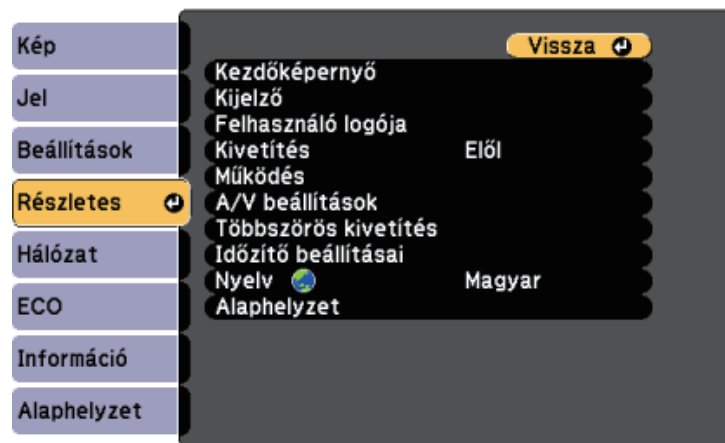 Kép
Jel
Beállítások
Részletes
Hálózat
ECO
Információ
Alaphelyzet
Vissza
Kezdőképernyő
Kijelző
Felhasználó logója
Kivetítés Elől
Működés
A/V beállítások
Többszörös kivetítés
Időzítő beállításai
Nyelv Magyar
Alaphelyzet